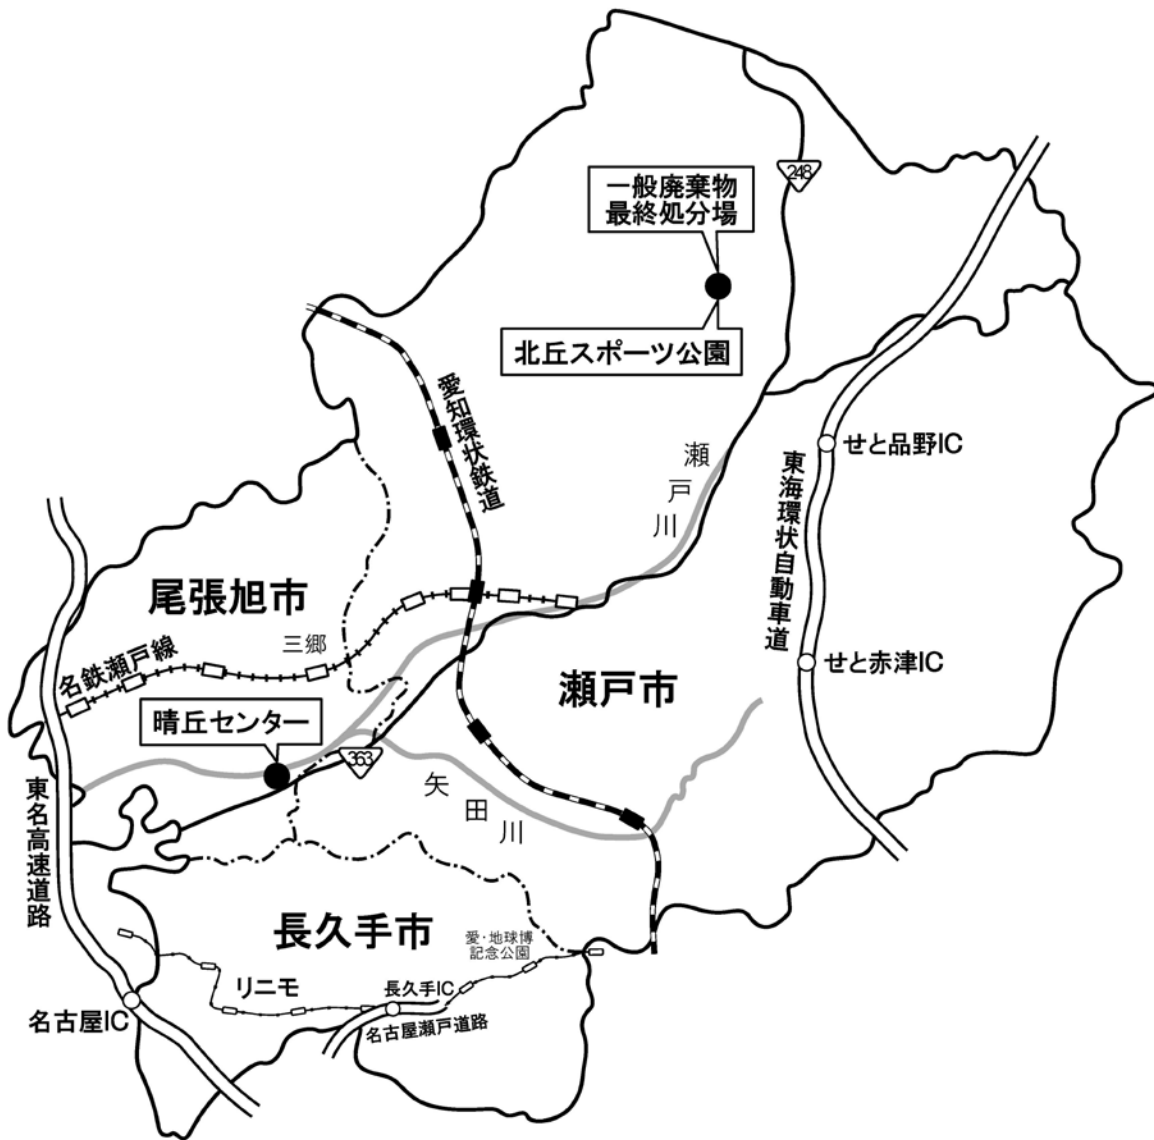 248
一般廃棄物
最終処分場
北丘スポーツ公園
愛知環状鉄道
瀬戸川
せと品野IC
東海環状自動車道
尾張旭市
三郷
名鉄瀬戸線
せと赤津IC
瀬戸市
晴丘センター
363
矢田川
東名高速道路
長久手市
愛・地球博
記念公園
リニモ
長久手IC
名古屋IC
名古屋瀬戸道路